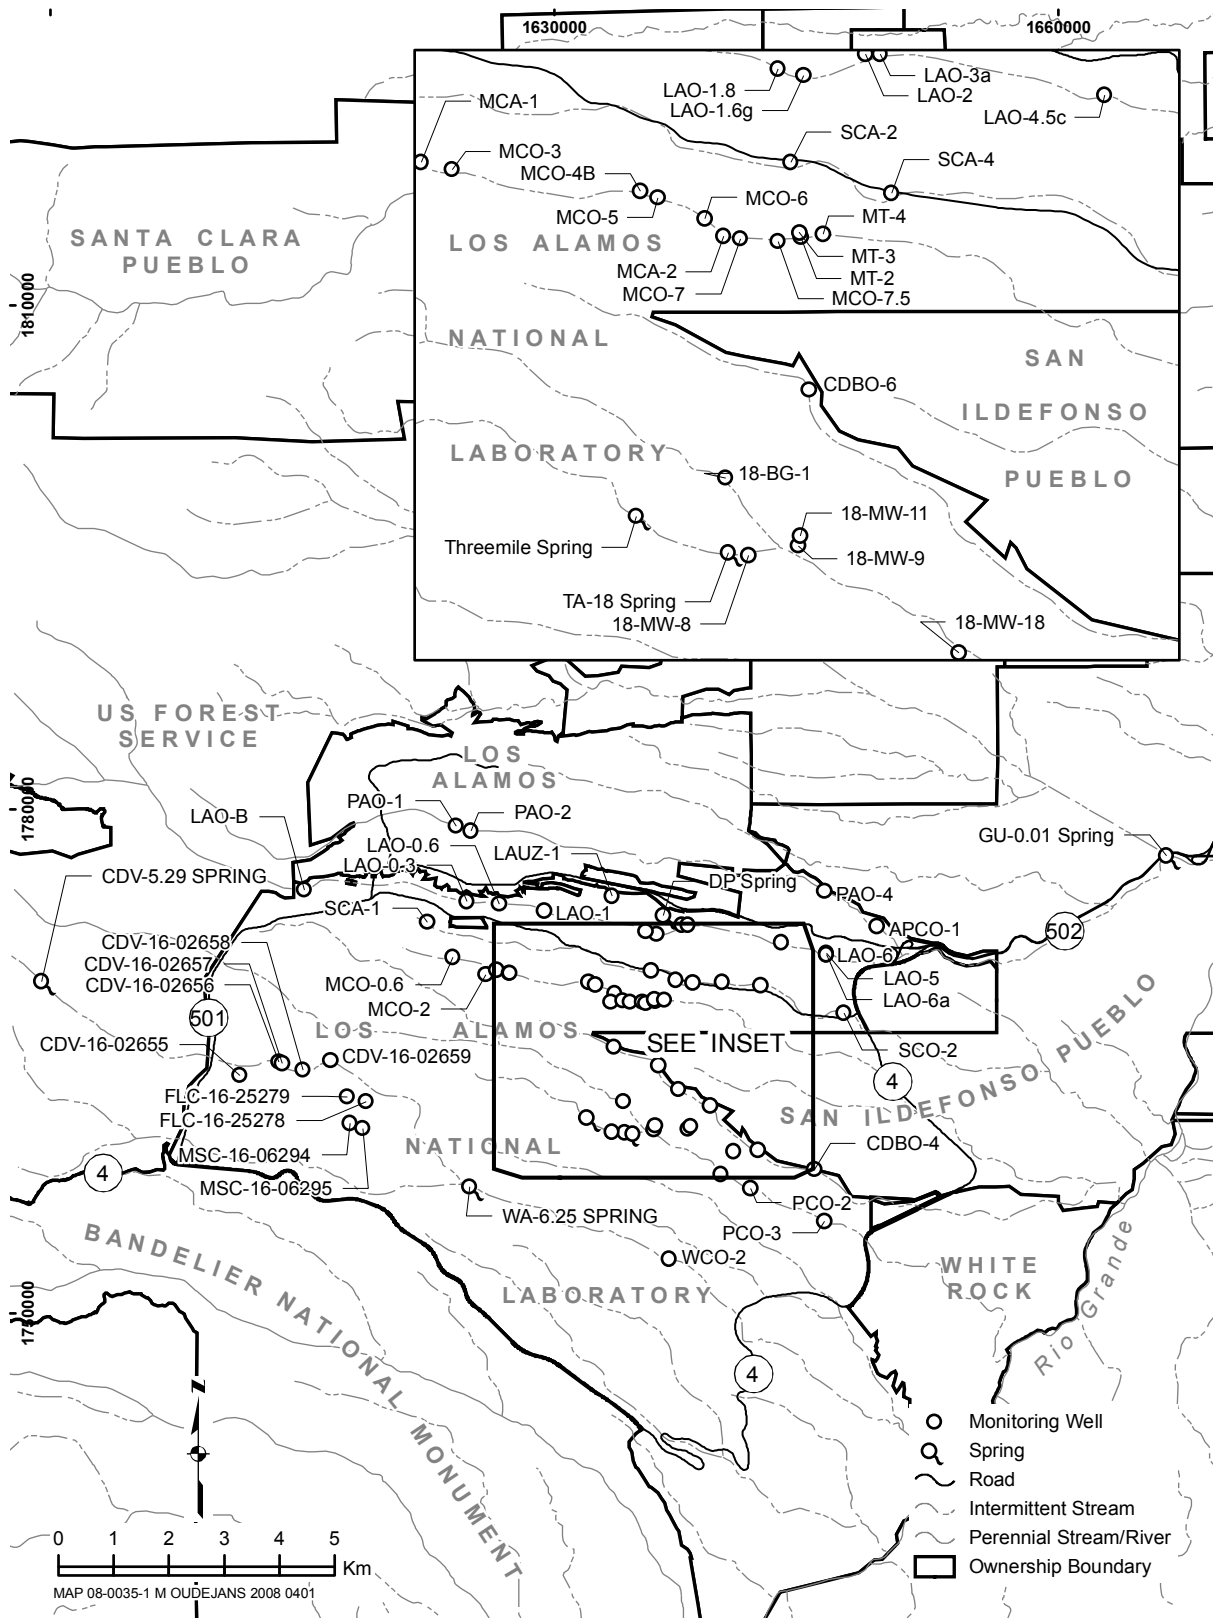 1630000
1660000
LAO-1.8
LAO-1.6g
LAO-3a
LAO-2
LAO-4.5c
MCA-1
MCO-3
MCO-4B
MCO-5
SCA-2
SCA-4
MCO-6
MT-4
MT-3
MT-2
MCA-2
MCO-7
MCO-7.5
SANTA CLARA
PUEBLO
1810000
LOS ALAMOS
NATIONAL
LABORATORY
SAN
ILDEFONSO
PUEBLO
CDBO-6
18-BG-1
18-MW-11
Threemile Spring
18-MW-9
TA-18 Spring
18-MW-8
18-MW-18
US FOREST
SERVICE
LOS
ALAMOS
1780000
PAO-1
PAO-2
LAO-B
LAO-0.6
LAO-0.3
LAUZ-1
GU-0.01 Spring
CDV-5.29 SPRING
DP Spring
PAO-4
SCA-1
LAO-1
APCO-1
502
CDV-16-02658
CDV-16-02657
CDV-16-02656
MCO-0.6
MCO-2
LAO-6
LAO-5
LAO-6a
501
LOS ALAMOS
SEE INSET
CDV-16-02655
CDV-16-02659
SCO-2
4
SAN ILDEFONSO PUEBLO
FLC-16-25279
FLC-16-25278
MSC-16-06294
NATIONAL
CDBO-4
4
MSC-16-06295
WA-6.25 SPRING
PCO-2
PCO-3
WCO-2
BANDELIER NATIONAL MONUMENT
LABORATORY
WHITE
ROCK
Rio Grande
1750000
4
N
Monitoring Well
Spring
Road
Intermittent Stream
Perennial Stream/River
Ownership Boundary
0 1 2 3 4 5
Km
MAP 08-0035-1 M OUDEJANS 2008 0401